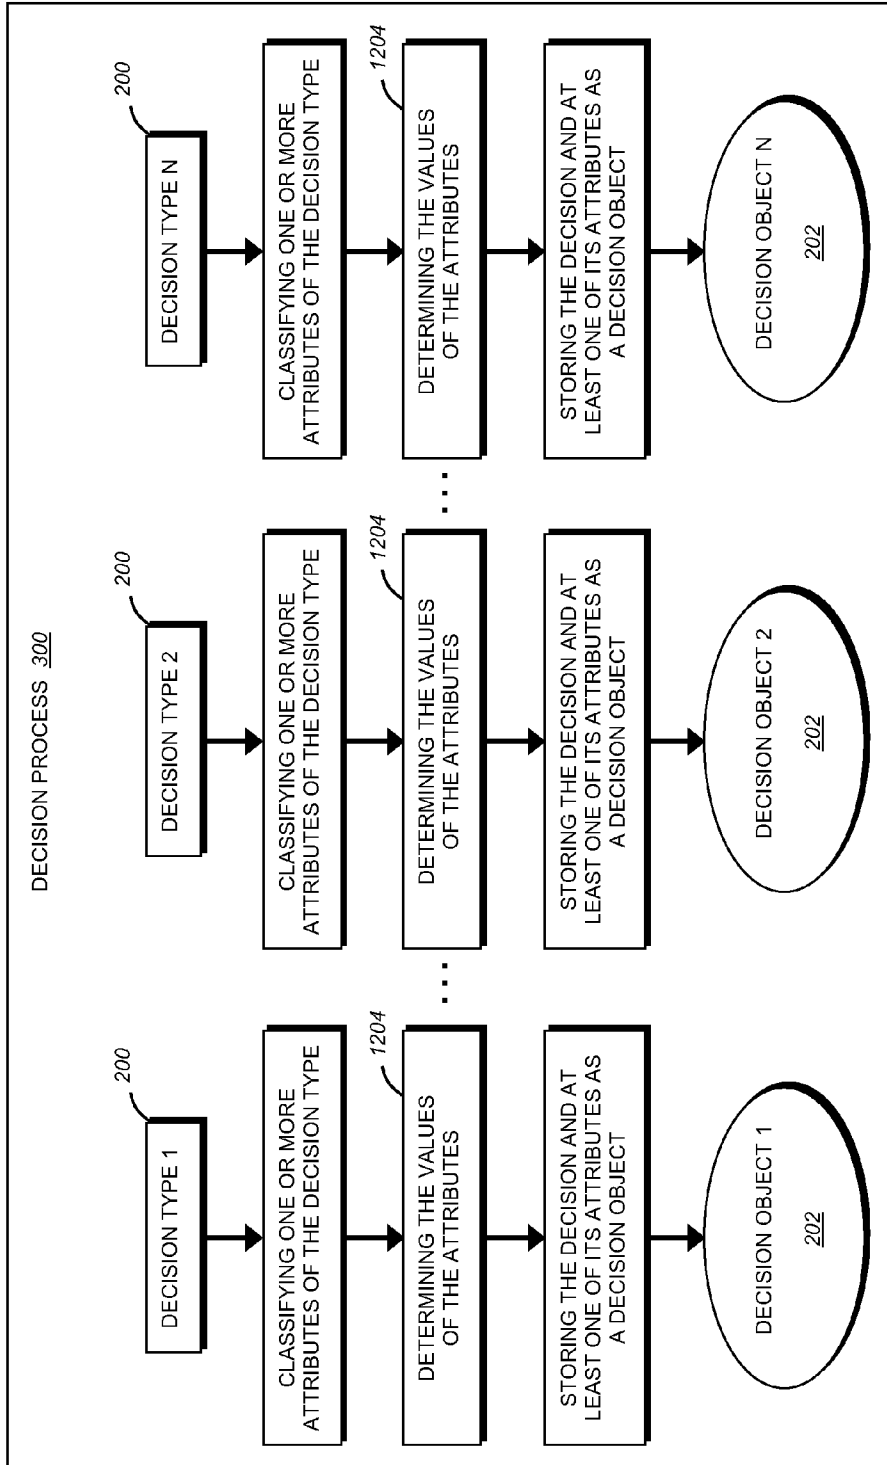 DECISION PROCESS 300
200
DECISION TYPE 1
CLASSIFYING ONE OR MORE
ATTRIBUTES OF THE DECISION TYPE
1204
DETERMINING THE VALUES
OF THE ATTRIBUTES
STORING THE DECISION AND AT
LEAST ONE OF ITS ATTRIBUTES AS
A DECISION OBJECT
DECISION OBJECT 1
202
...
200
DECISION TYPE 2
CLASSIFYING ONE OR MORE
ATTRIBUTES OF THE DECISION TYPE
1204
DETERMINING THE VALUES
OF THE ATTRIBUTES
STORING THE DECISION AND AT
LEAST ONE OF ITS ATTRIBUTES AS
A DECISION OBJECT
DECISION OBJECT 2
202
...
200
DECISION TYPE N
CLASSIFYING ONE OR MORE
ATTRIBUTES OF THE DECISION TYPE
1204
DETERMINING THE VALUES
OF THE ATTRIBUTES
STORING THE DECISION AND AT
LEAST ONE OF ITS ATTRIBUTES AS
A DECISION OBJECT
DECISION OBJECT N
202